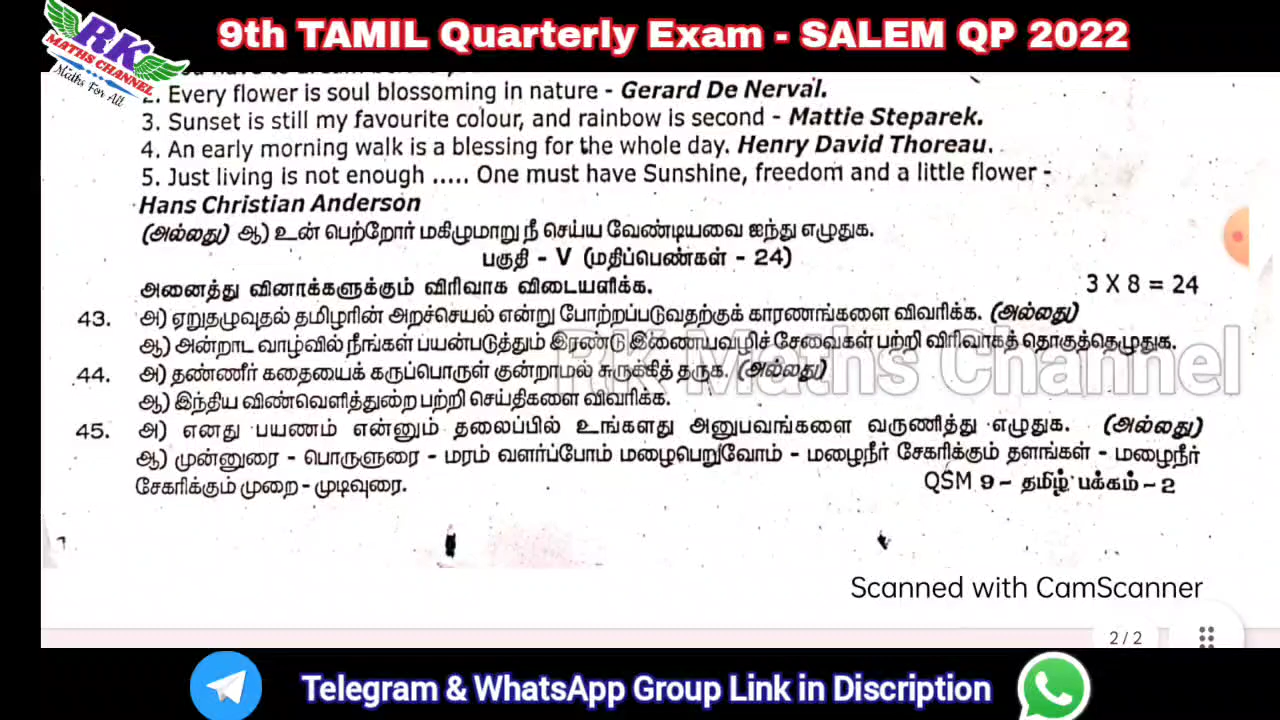 9th TAMIL Quarterly Exam - SALEM QP 2022
RK
MATHS CHANNEL
Maths For All
2. Every flower is soul blossoming in nature - Gerard De Nerval.
3. Sunset is still my favourite colour, and rainbow is second - Mattie Steparek.
4. An early morning walk is a blessing for the whole day. Henry David Thoreau.
5. Just living is not enough ..... One must have Sunshine, freedom and a little flower -
Hans Christian Anderson
(அல்லது) ஆ) உன் பெற்றோர் மகிழுமாறு நீ செய்ய வேண்டியவை ஐந்து எழுதுக.
பகுதி - V (மதிப்பெண்கள் - 24)
அனைத்து வினாக்களுக்கும் விரிவாக விடையளிக்க. 3 X 8 = 24
43. அ) ஏறுதழுவுதல் தமிழரின் அறச்செயல் என்று போற்றப்படுவதற்குக் காரணங்களை விவரிக்க. (அல்லது)
ஆ) அன்றாட வாழ்வில் நீங்கள் பயன்படுத்தும் இரண்டு இணையவழிச் சேவைகள் பற்றி விரிவாகத் தொகுத்தெழுதுக.
RK Maths Channel
44. அ) தண்ணீர் கதையைக் கருப்பொருள் குன்றாமல் சுருக்கித் தருக. (அல்லது)
ஆ) இந்திய விண்வெளித்துறை பற்றி செய்திகளை விவரிக்க.
45. அ) எனது பயணம் என்னும் தலைப்பில் உங்களது அனுபவங்களை வருணித்து எழுதுக. (அல்லது)
ஆ) முன்னுரை - பொருளுரை - மரம் வளர்ப்போம் மழைபெறுவோம் - மழைநீர் சேகரிக்கும் தளங்கள் - மழைநீர்
சேகரிக்கும் முறை - முடிவுரை. QSM 9 - தமிழ் பக்கம் - 2
Scanned with CamScanner
2 / 2
Telegram & WhatsApp Group Link in Discription